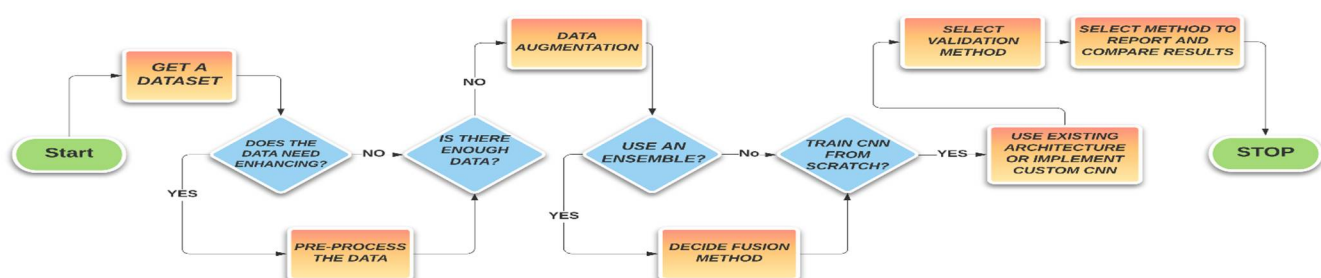 Start
GET A
DATASET
DOES THE
DATA NEED
ENHANCING?
NO
YES
PRE-PROCESS
THE DATA
IS THERE
ENOUGH
DATA?
NO
DATA
AUGMENTATION
USE AN
ENSEMBLE?
No
YES
DECIDE FUSION
METHOD
TRAIN CNN
FROM
SCRATCH?
YES
USE EXISTING
ARCHITECTURE
OR IMPLEMENT
CUSTOM CNN
SELECT
VALIDATION
METHOD
SELECT METHOD TO
REPORT AND
COMPARE RESULTS
STOP